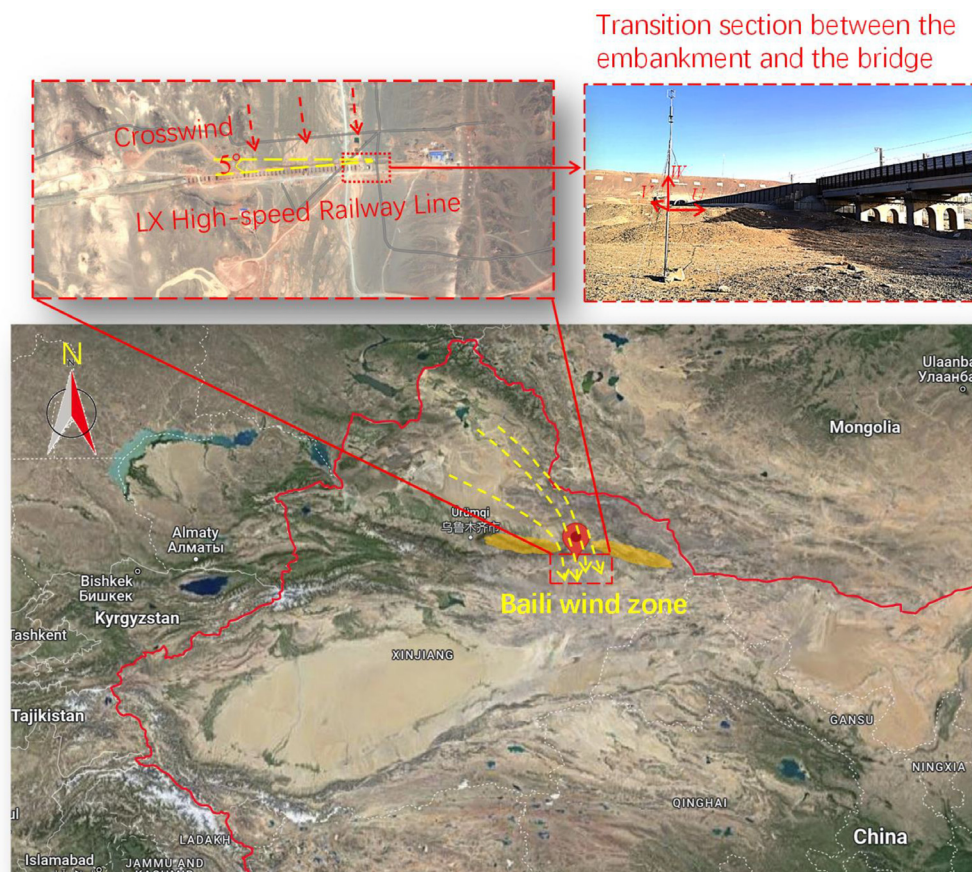 Transition section between the
embankment and the bridge
Crosswind
5°
LX High-speed Railway Line
U
N
Ulaanba
Улаанба
Mongolia
Urumqi
乌鲁木齐市
Almaty
АЛМАТЫ
Bishkek
БИШКЕК
Kyrgyzstan
Tashkent
Baili wind zone
XINJIANG
Tajikistan
GANSU
NINGXIA
QINGHAI
ul
LADAKH
China
Islamabad
JAMMU AND